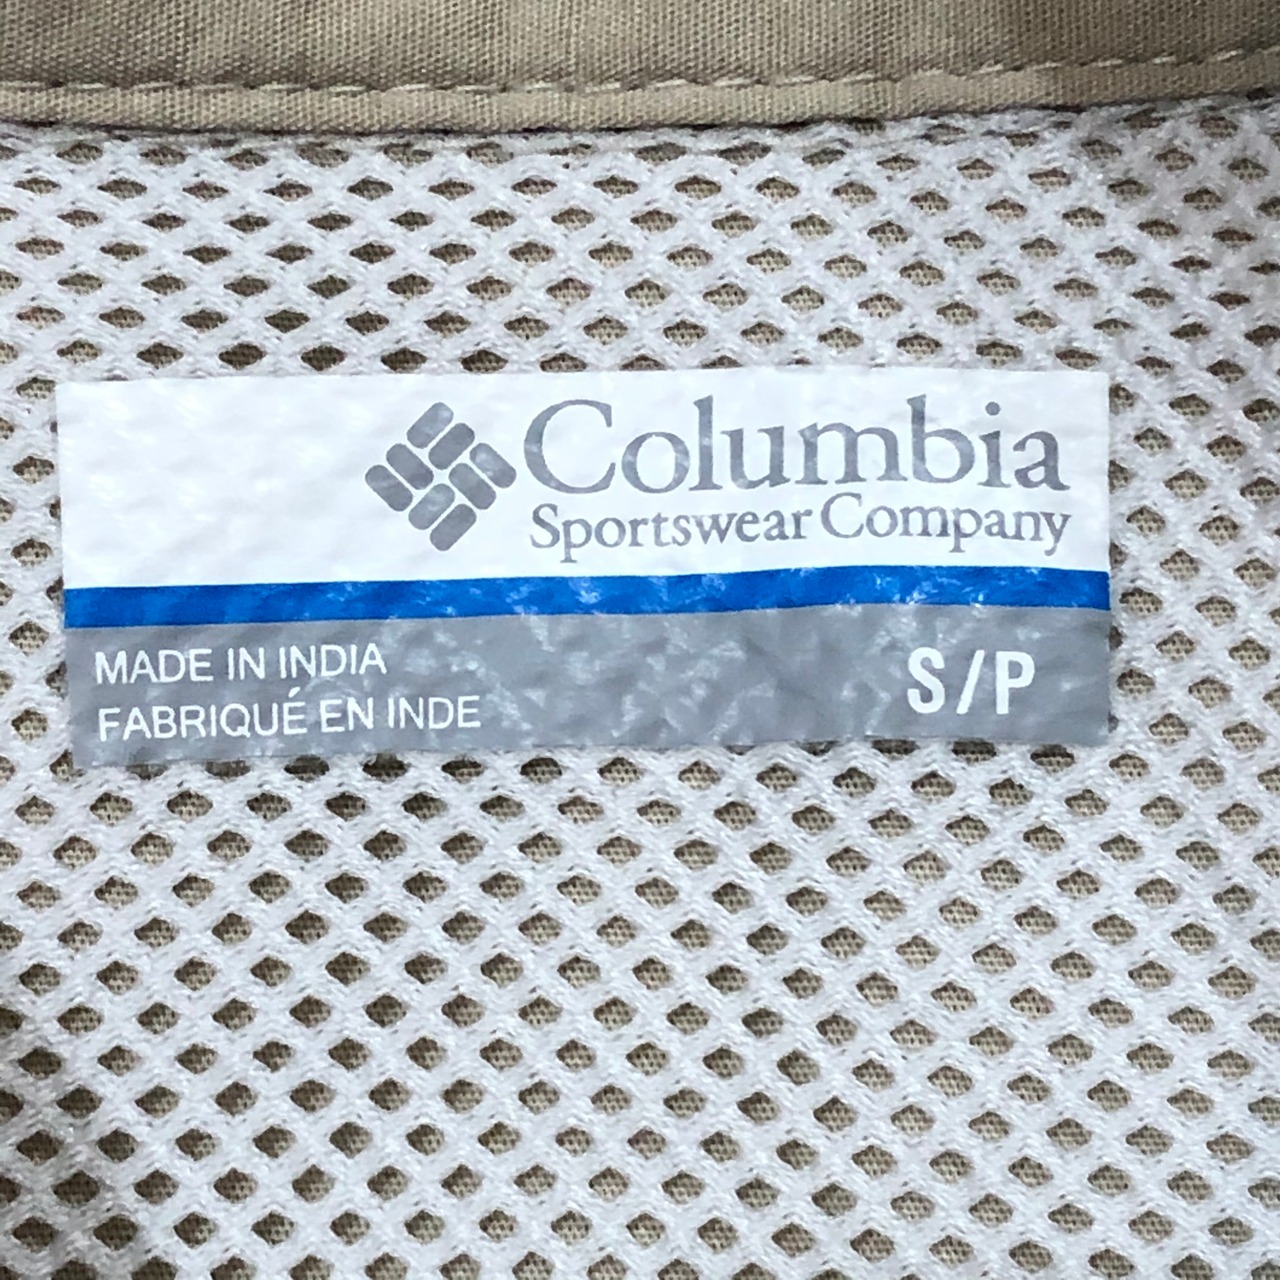 Columbia
Sportswear Company
MADE IN INDIA
FABRIQUÉ EN INDE
S/P